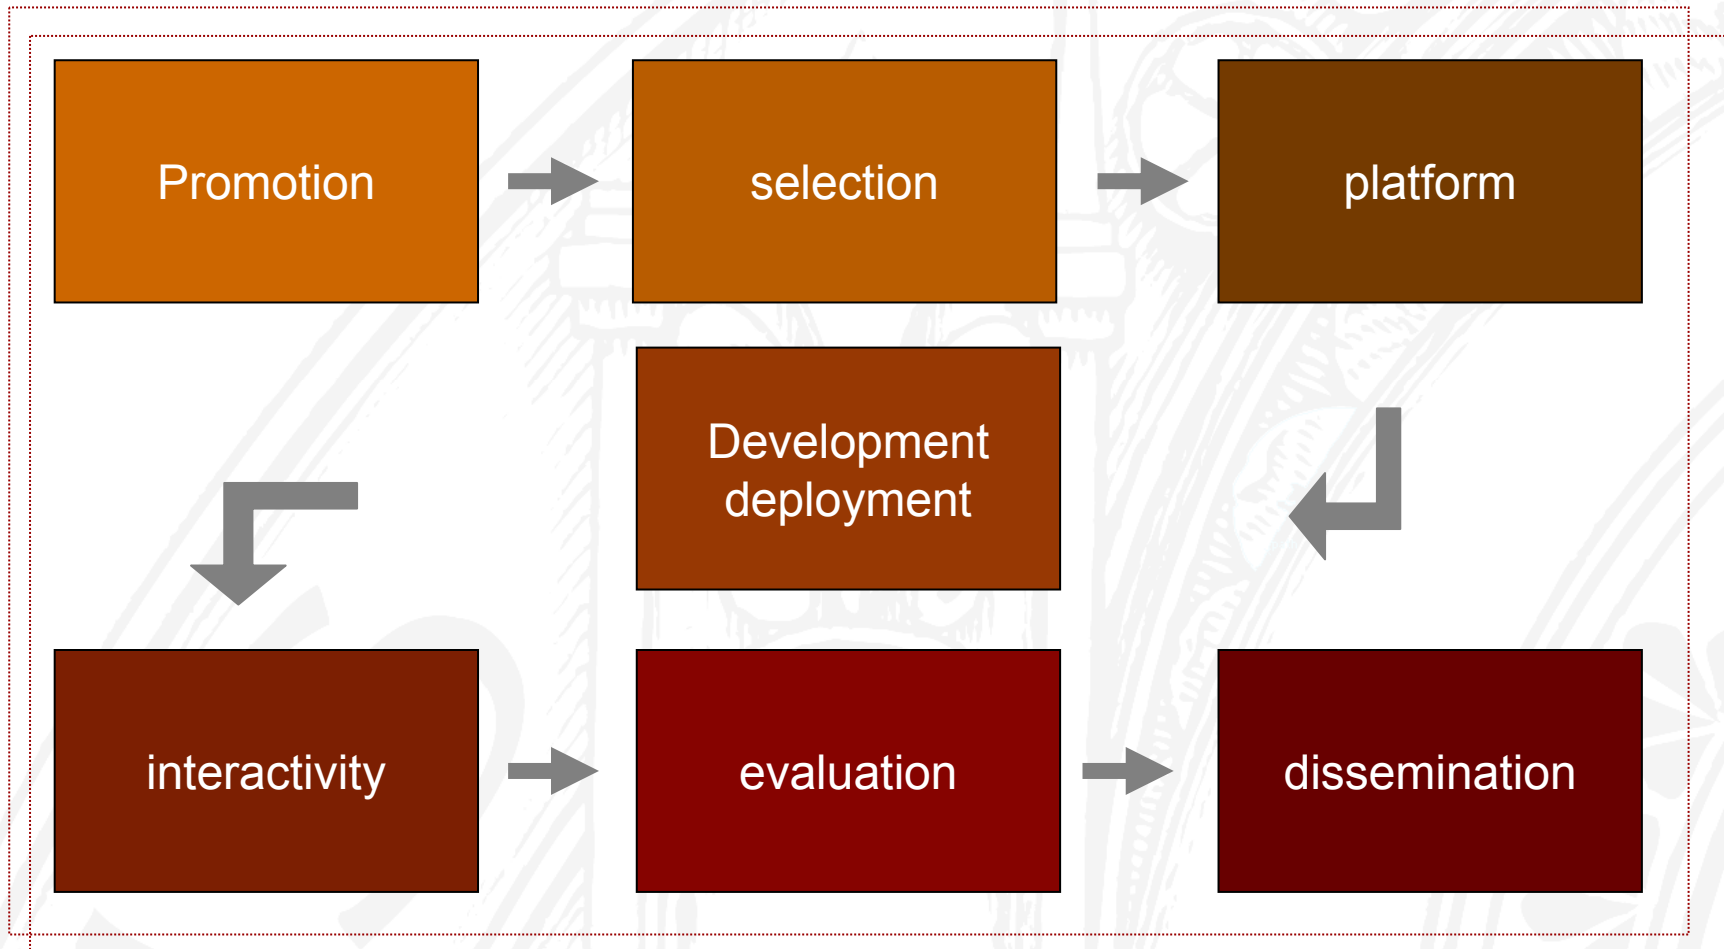 Promotion
selection
platform
Development
deployment
interactivity
evaluation
dissemination